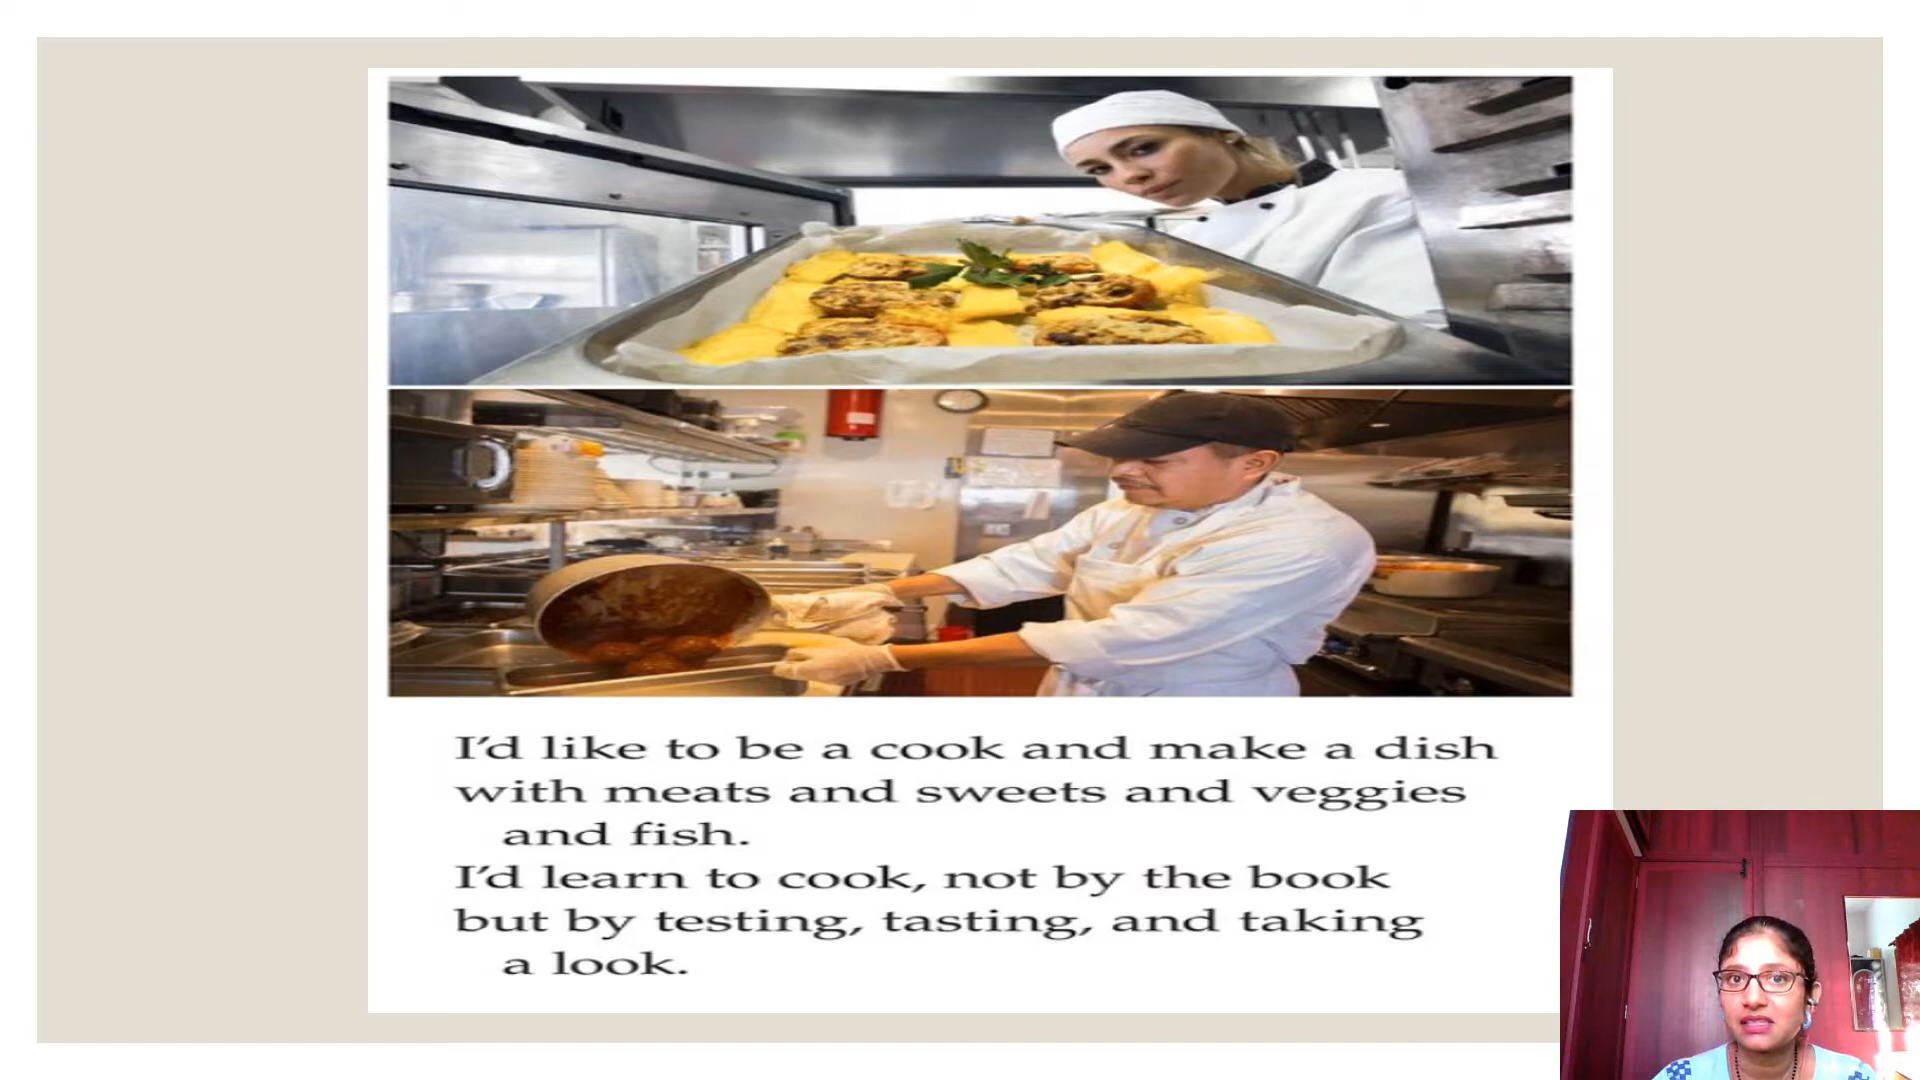 I’d like to be a cook and make a dish
with meats and sweets and veggies
and fish.
I’d learn to cook, not by the book
but by testing, tasting, and taking
a look.